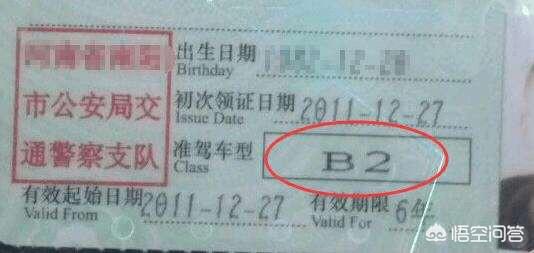 出生日期
Birthday
市公安局交
初次领证日期 2011-12-27
Issue Date
通警察支队
准驾车型 B2
Class
有效起始日期 2011-12-27 有效期限 6年
Valid From Valid For
悟空问答